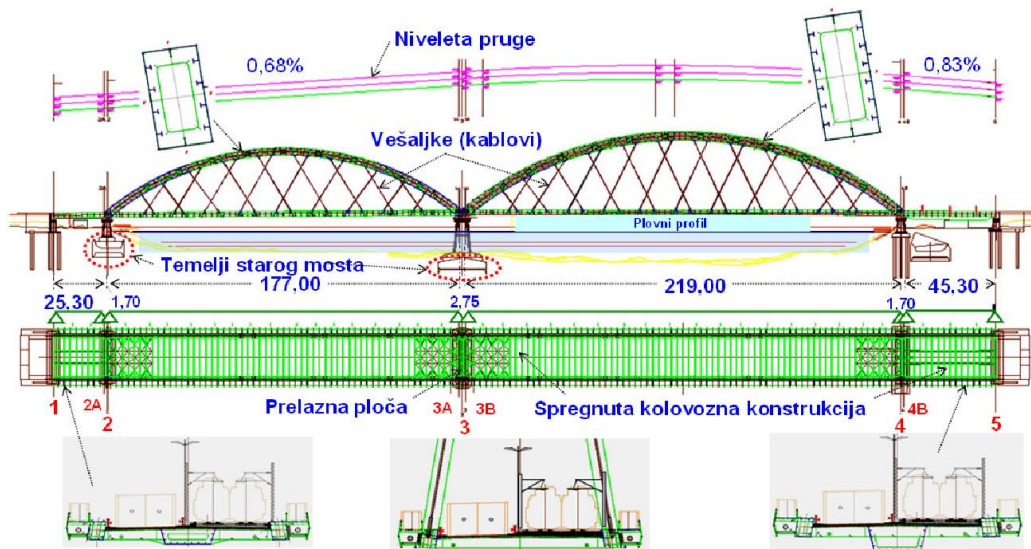 Niveleta pruge
0,68%
0,83%
Vešaljke (kablovi)
Plovni profil
Temelji starog mosta
177,00
219,00
25,30
1,70
2,75
1,70
45,30
Prelazna ploča
Spregnuta kolovozna konstrukcija
1
2A
2
3A
3
3B
4
4B
5